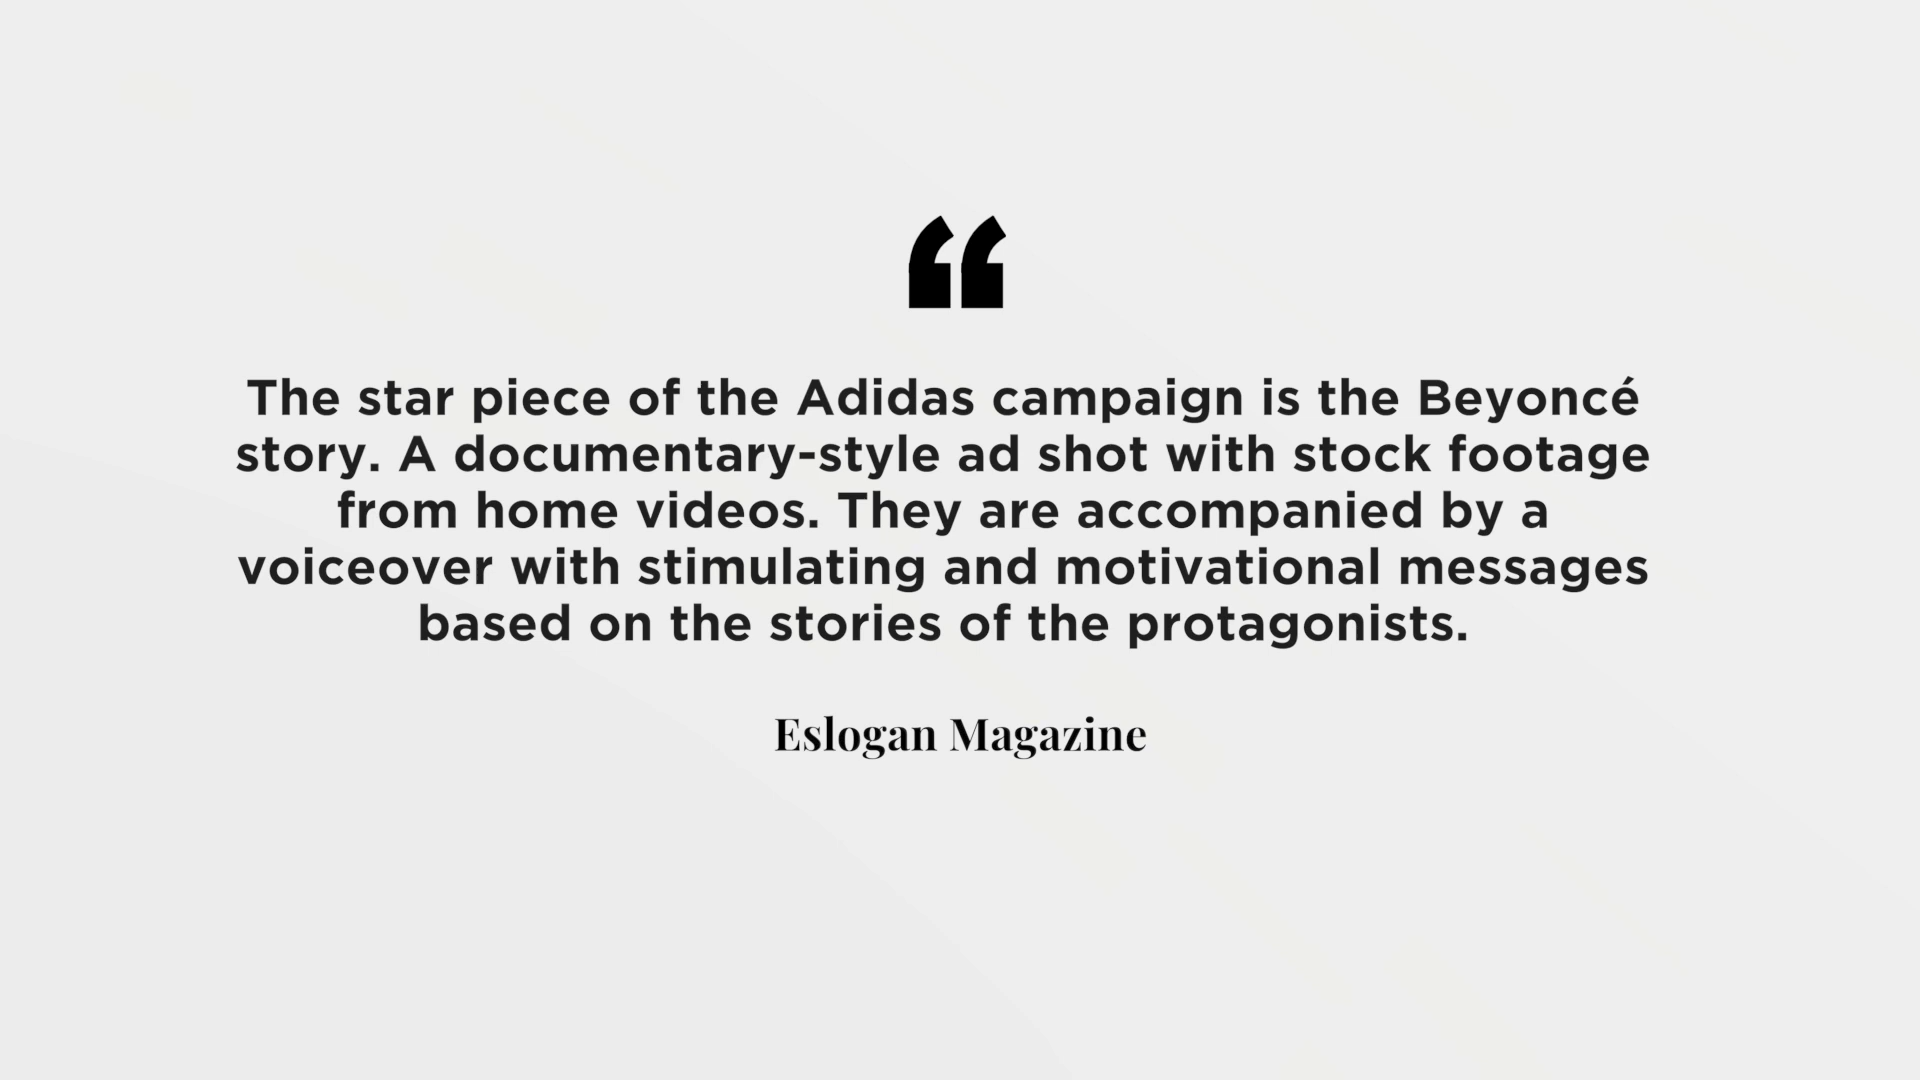 “
The star piece of the Adidas campaign is the Beyoncé
story. A documentary-style ad shot with stock footage
from home videos. They are accompanied by a
voiceover with stimulating and motivational messages
based on the stories of the protagonists.
Eslogan Magazine